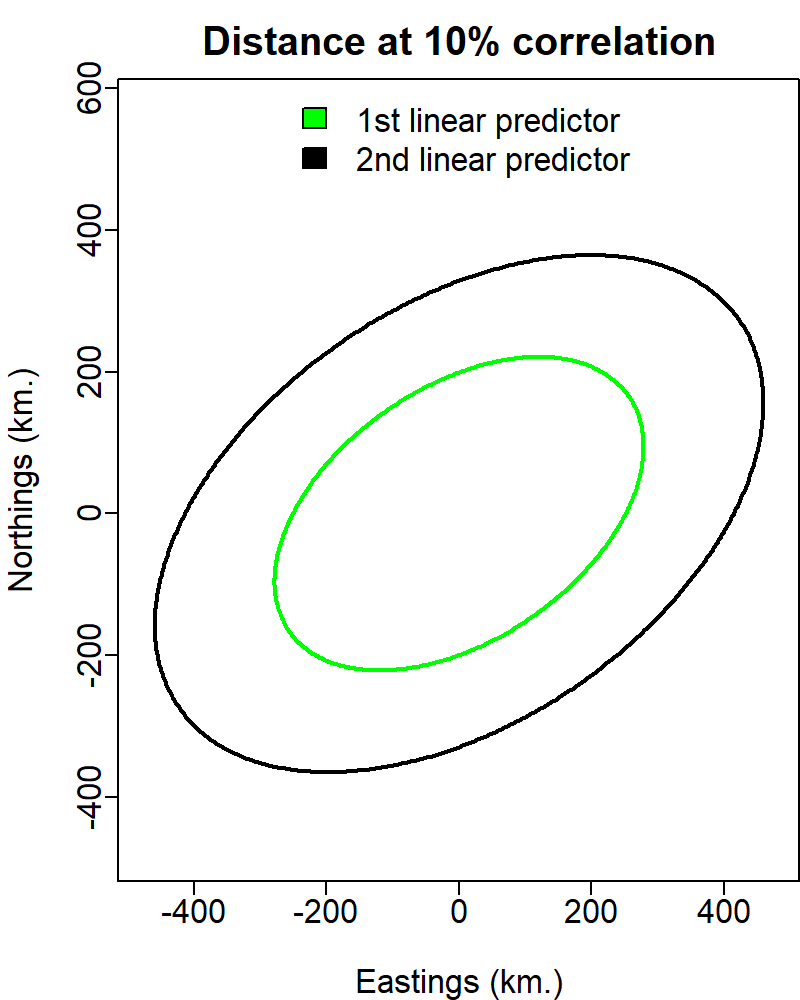 Distance at 10% correlation
1st linear predictor
2nd linear predictor
600
400
200
0
-200
-400
Northings (km.)
-400 -200 0 200 400
Eastings (km.)